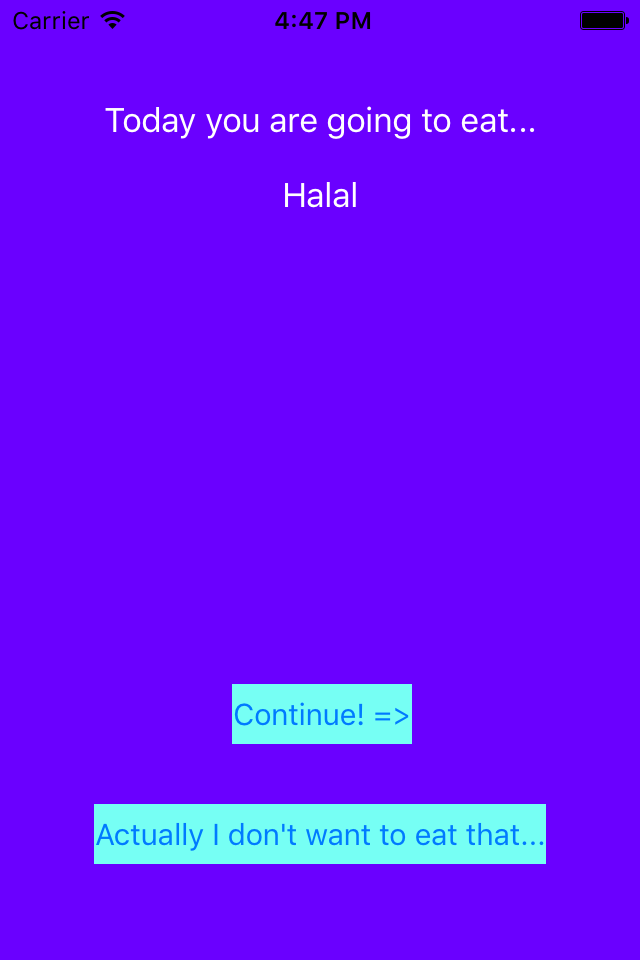 Carrier 4:47 PM
Today you are going to eat...
Halal
Continue! =>
Actually I don't want to eat that...